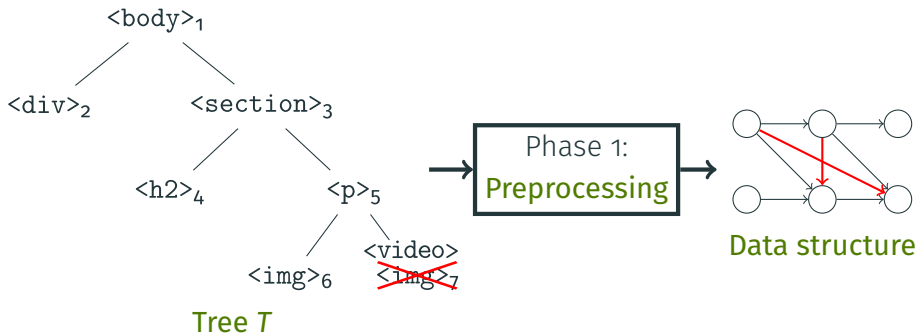 <body>₁
<div>₂
<section>₃
<h2>₄
<p>₅
<img>₆
<video>
<img>₇
Tree T
Phase 1:
Preprocessing
Data structure